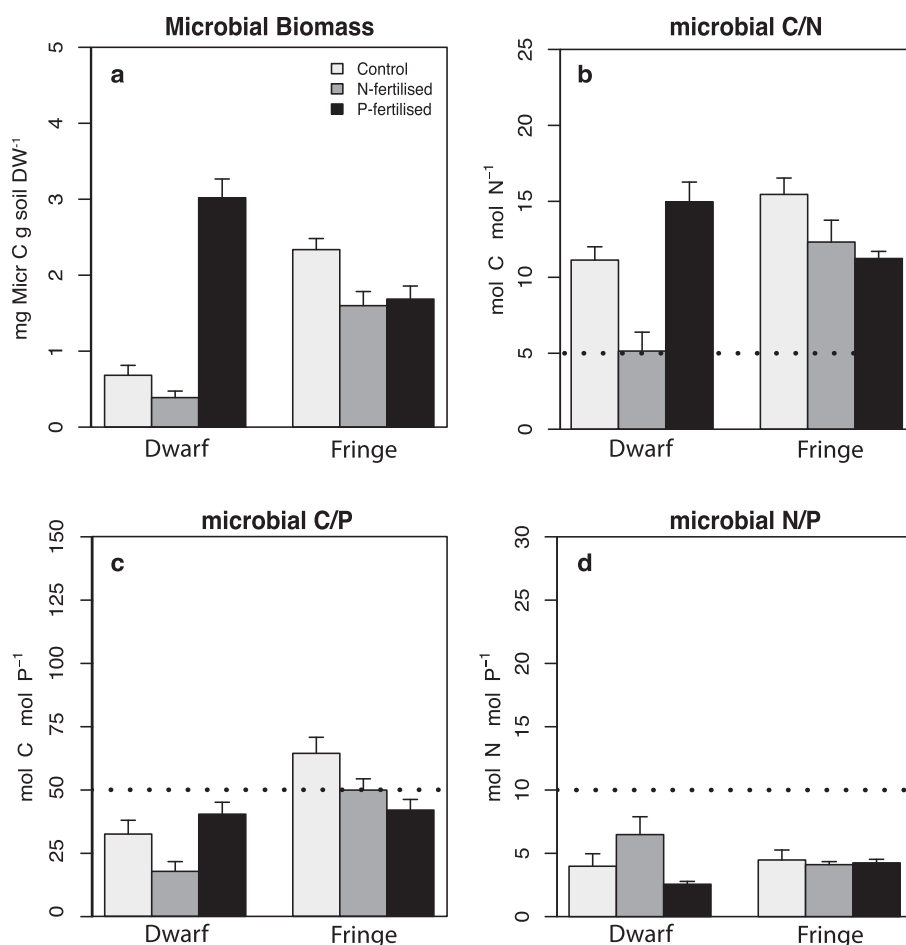 Microbial Biomass
a
Control
N-fertilised
P-fertilised
mg Micr C g soil DW⁻¹
5
4
3
2
1
0
Dwarf
Fringe
microbial C/N
b
mol C mol N⁻¹
25
20
15
10
5
0
Dwarf
Fringe
microbial C/P
c
mol C mol P⁻¹
150
125
100
75
50
25
0
Dwarf
Fringe
microbial N/P
d
mol N mol P⁻¹
30
25
20
15
10
5
0
Dwarf
Fringe